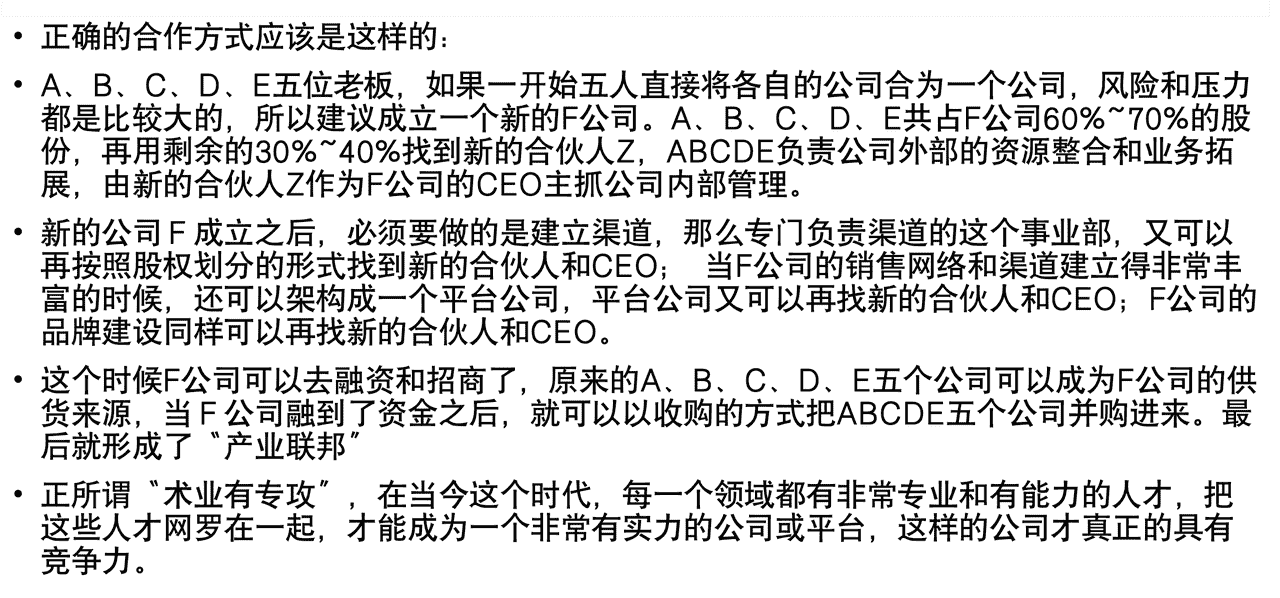 • 正确的合作方式应该是这样的：
• A、B、C、D、E五位老板，如果一开始五人直接将各自的公司合为一个公司，风险和压力
都是比较大的，所以建议成立一个新的F公司。A、B、C、D、E共占F公司60%~70%的股
份，再用剩余的30%~40%找到新的合伙人Z，ABCDE负责公司外部的资源整合和业务拓
展，由新的合伙人Z作为F公司的CEO主抓公司内部管理。
• 新的公司F成立之后，必须要做的是建立渠道，那么专门负责渠道的这个事业部，又可以
再按照股权划分的形式找到新的合伙人和CEO； 当F公司的销售网络和渠道建立得非常丰
富的时候，还可以架构成一个平台公司，平台公司又可以再找新的合伙人和CEO；F公司的
品牌建设同样可以再找新的合伙人和CEO。
• 这个时候F公司可以去融资和招商了，原来的A、B、C、D、E五个公司可以成为F公司的供
货来源，当F公司融到了资金之后，就可以以收购的方式把ABCDE五个公司并购进来。最
后就形成了〝产业联邦〞
• 正所谓〝术业有专攻〞，在当今这个时代，每一个领域都有非常专业和有能力的人才，把
这些人才网罗在一起，才能成为一个非常有实力的公司或平台，这样的公司才真正的具有
竞争力。